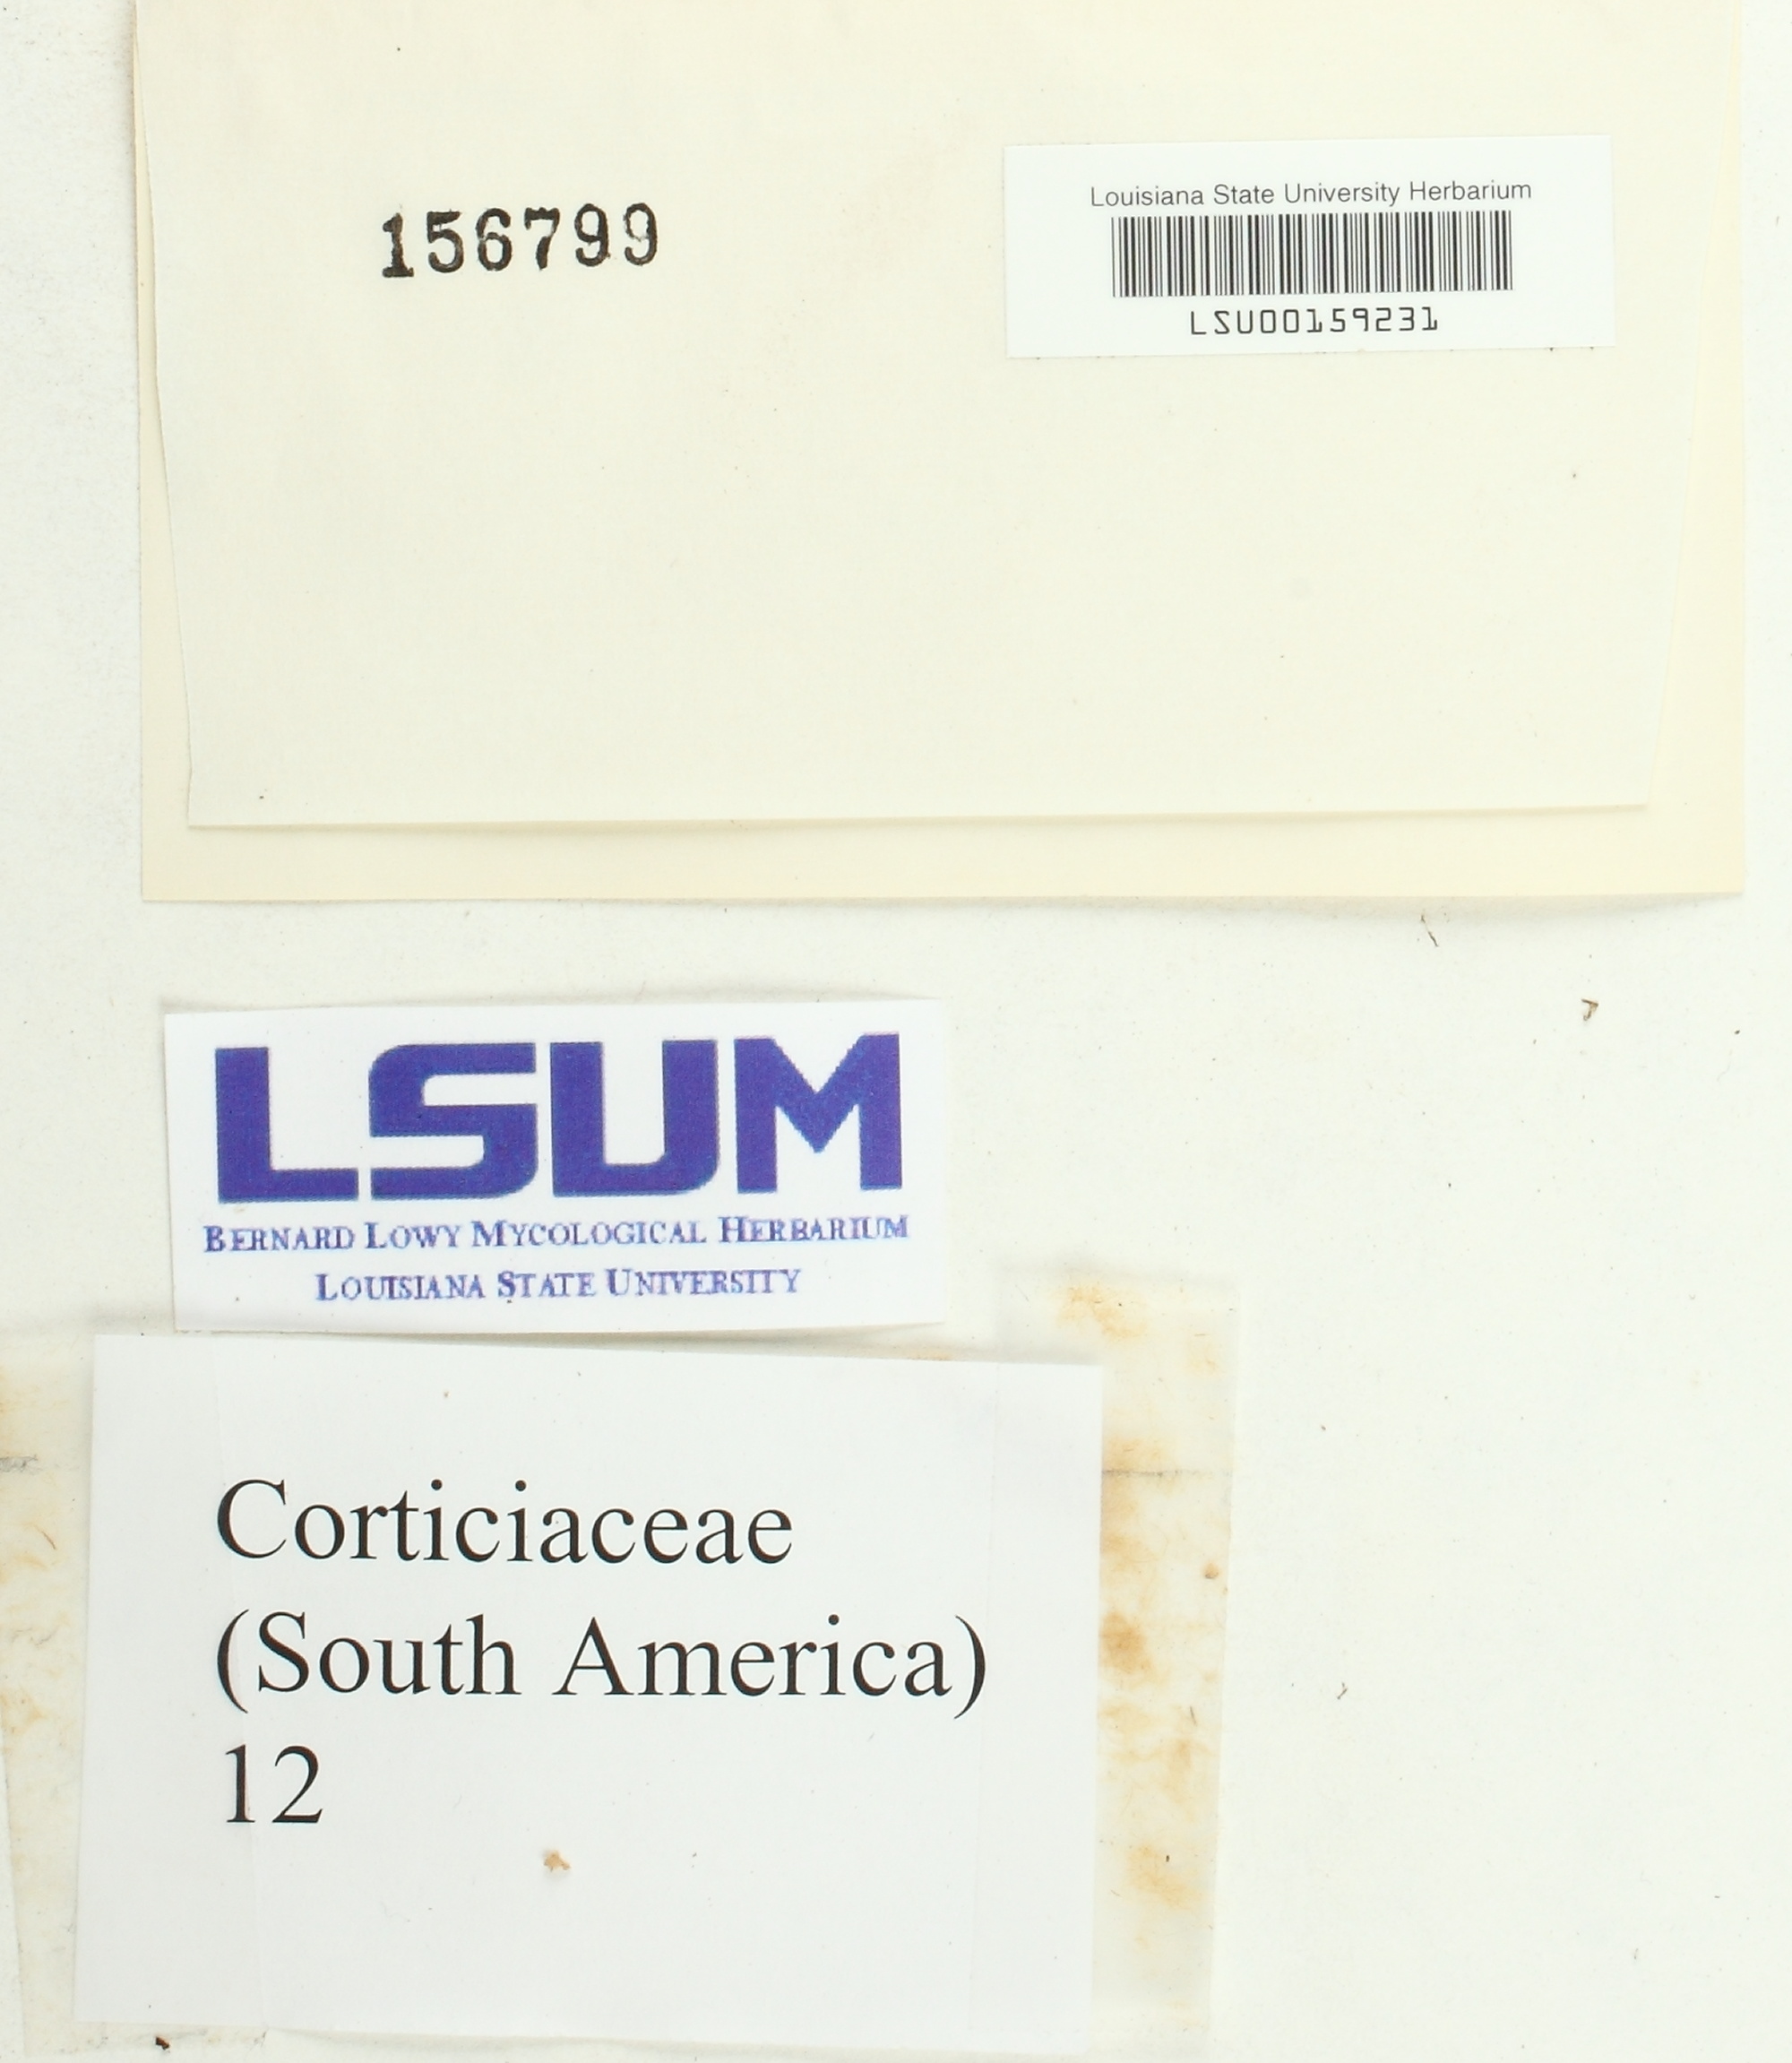 156799
Louisiana State University Herbarium
LSU00159231
LSUM
BERNARD LOWY MYCOLOGICAL HERBARIUM
LOUISIANA STATE UNIVERSITY
Corticiaceae
(South America)
12